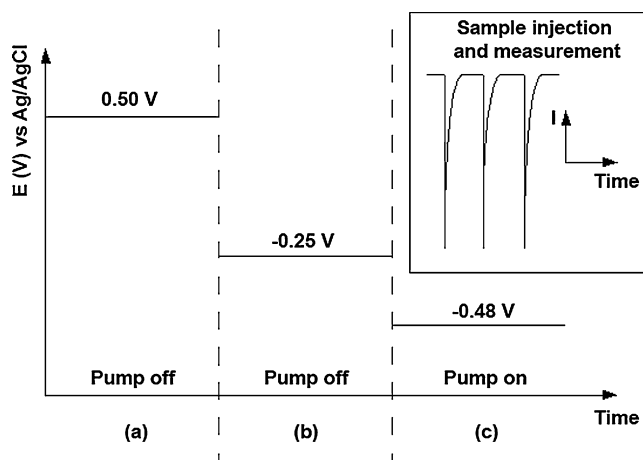 Sample injection
and measurement
I
Time
E (V) vs Ag/AgCl
0.50 V
-0.25 V
-0.48 V
Pump off
Pump off
Pump on
Time
(a)
(b)
(c)